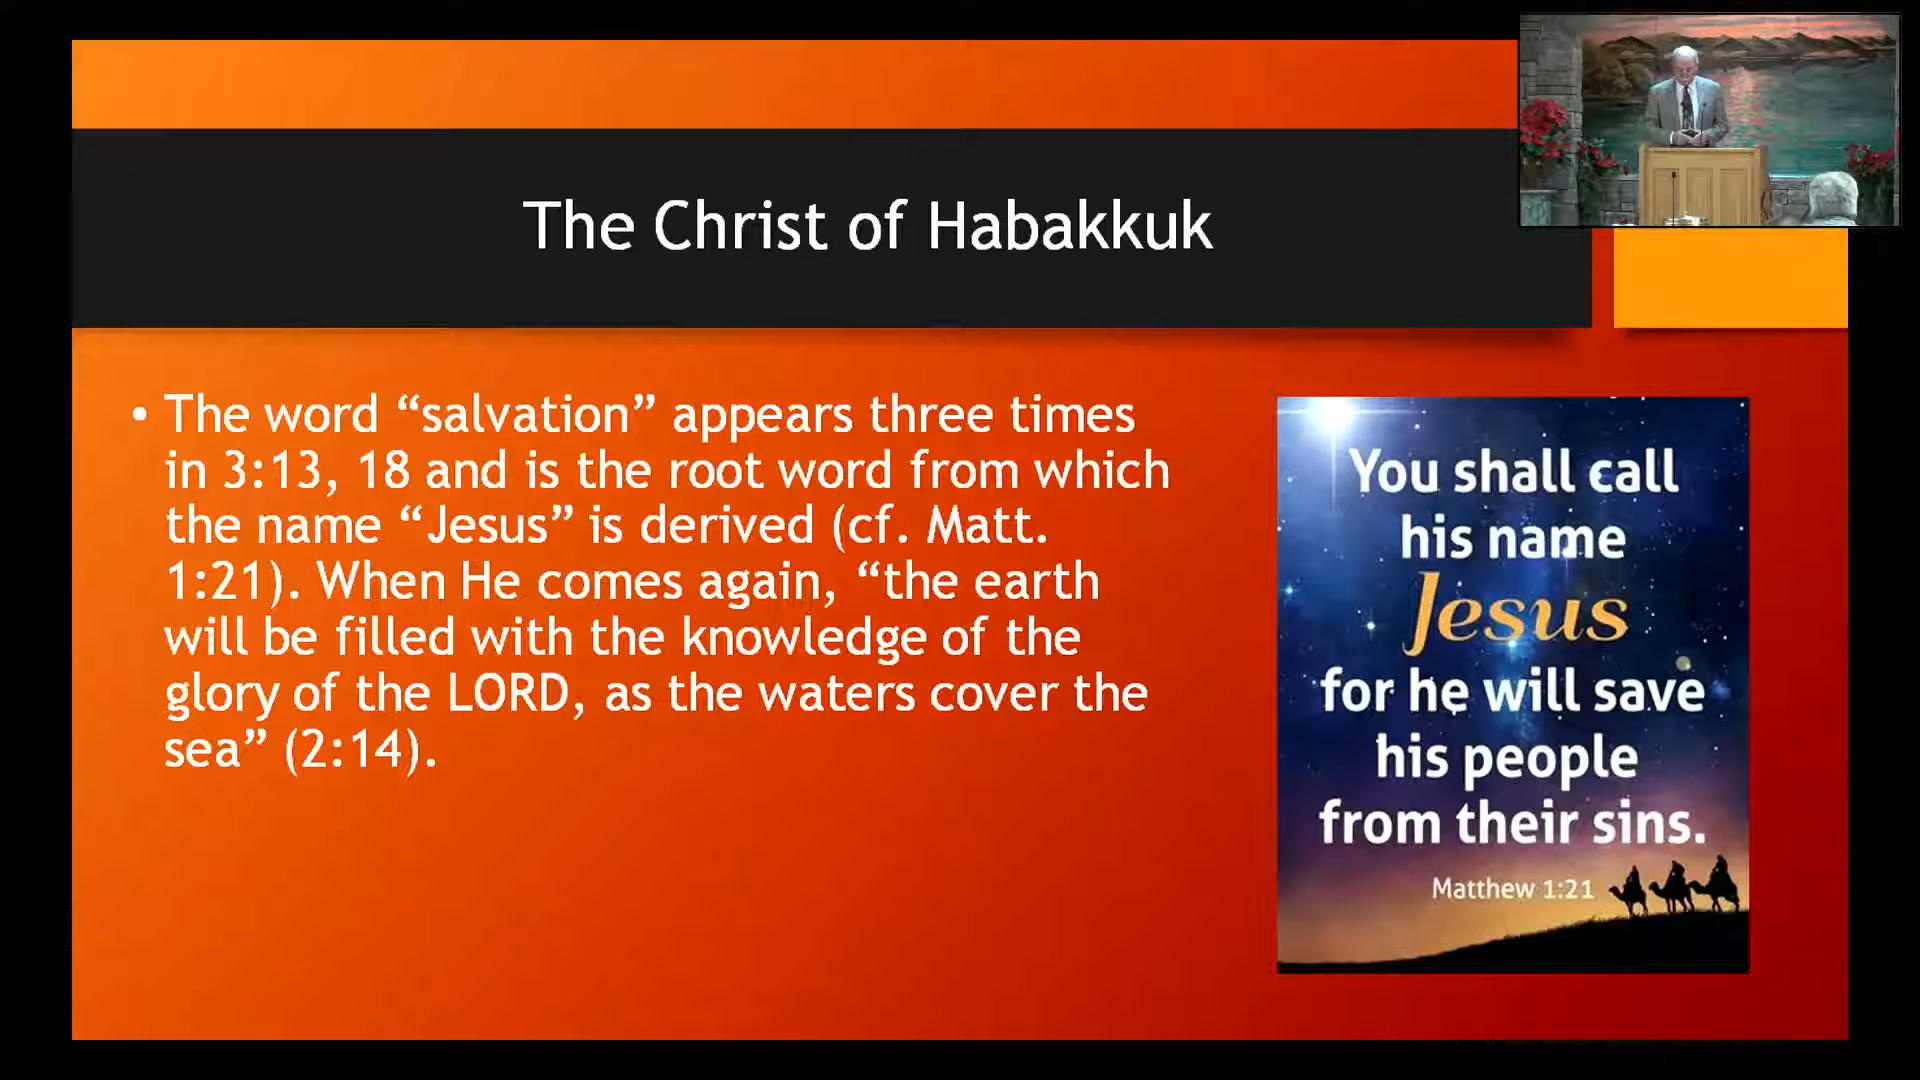 The Christ of Habakkuk
• The word “salvation” appears three times
in 3:13, 18 and is the root word from which
the name “Jesus” is derived (cf. Matt.
1:21). When He comes again, “the earth
will be filled with the knowledge of the
glory of the LORD, as the waters cover the
sea” (2:14).
You shall call
his name
Jesus
for he will save
his people
from their sins.
Matthew 1:21